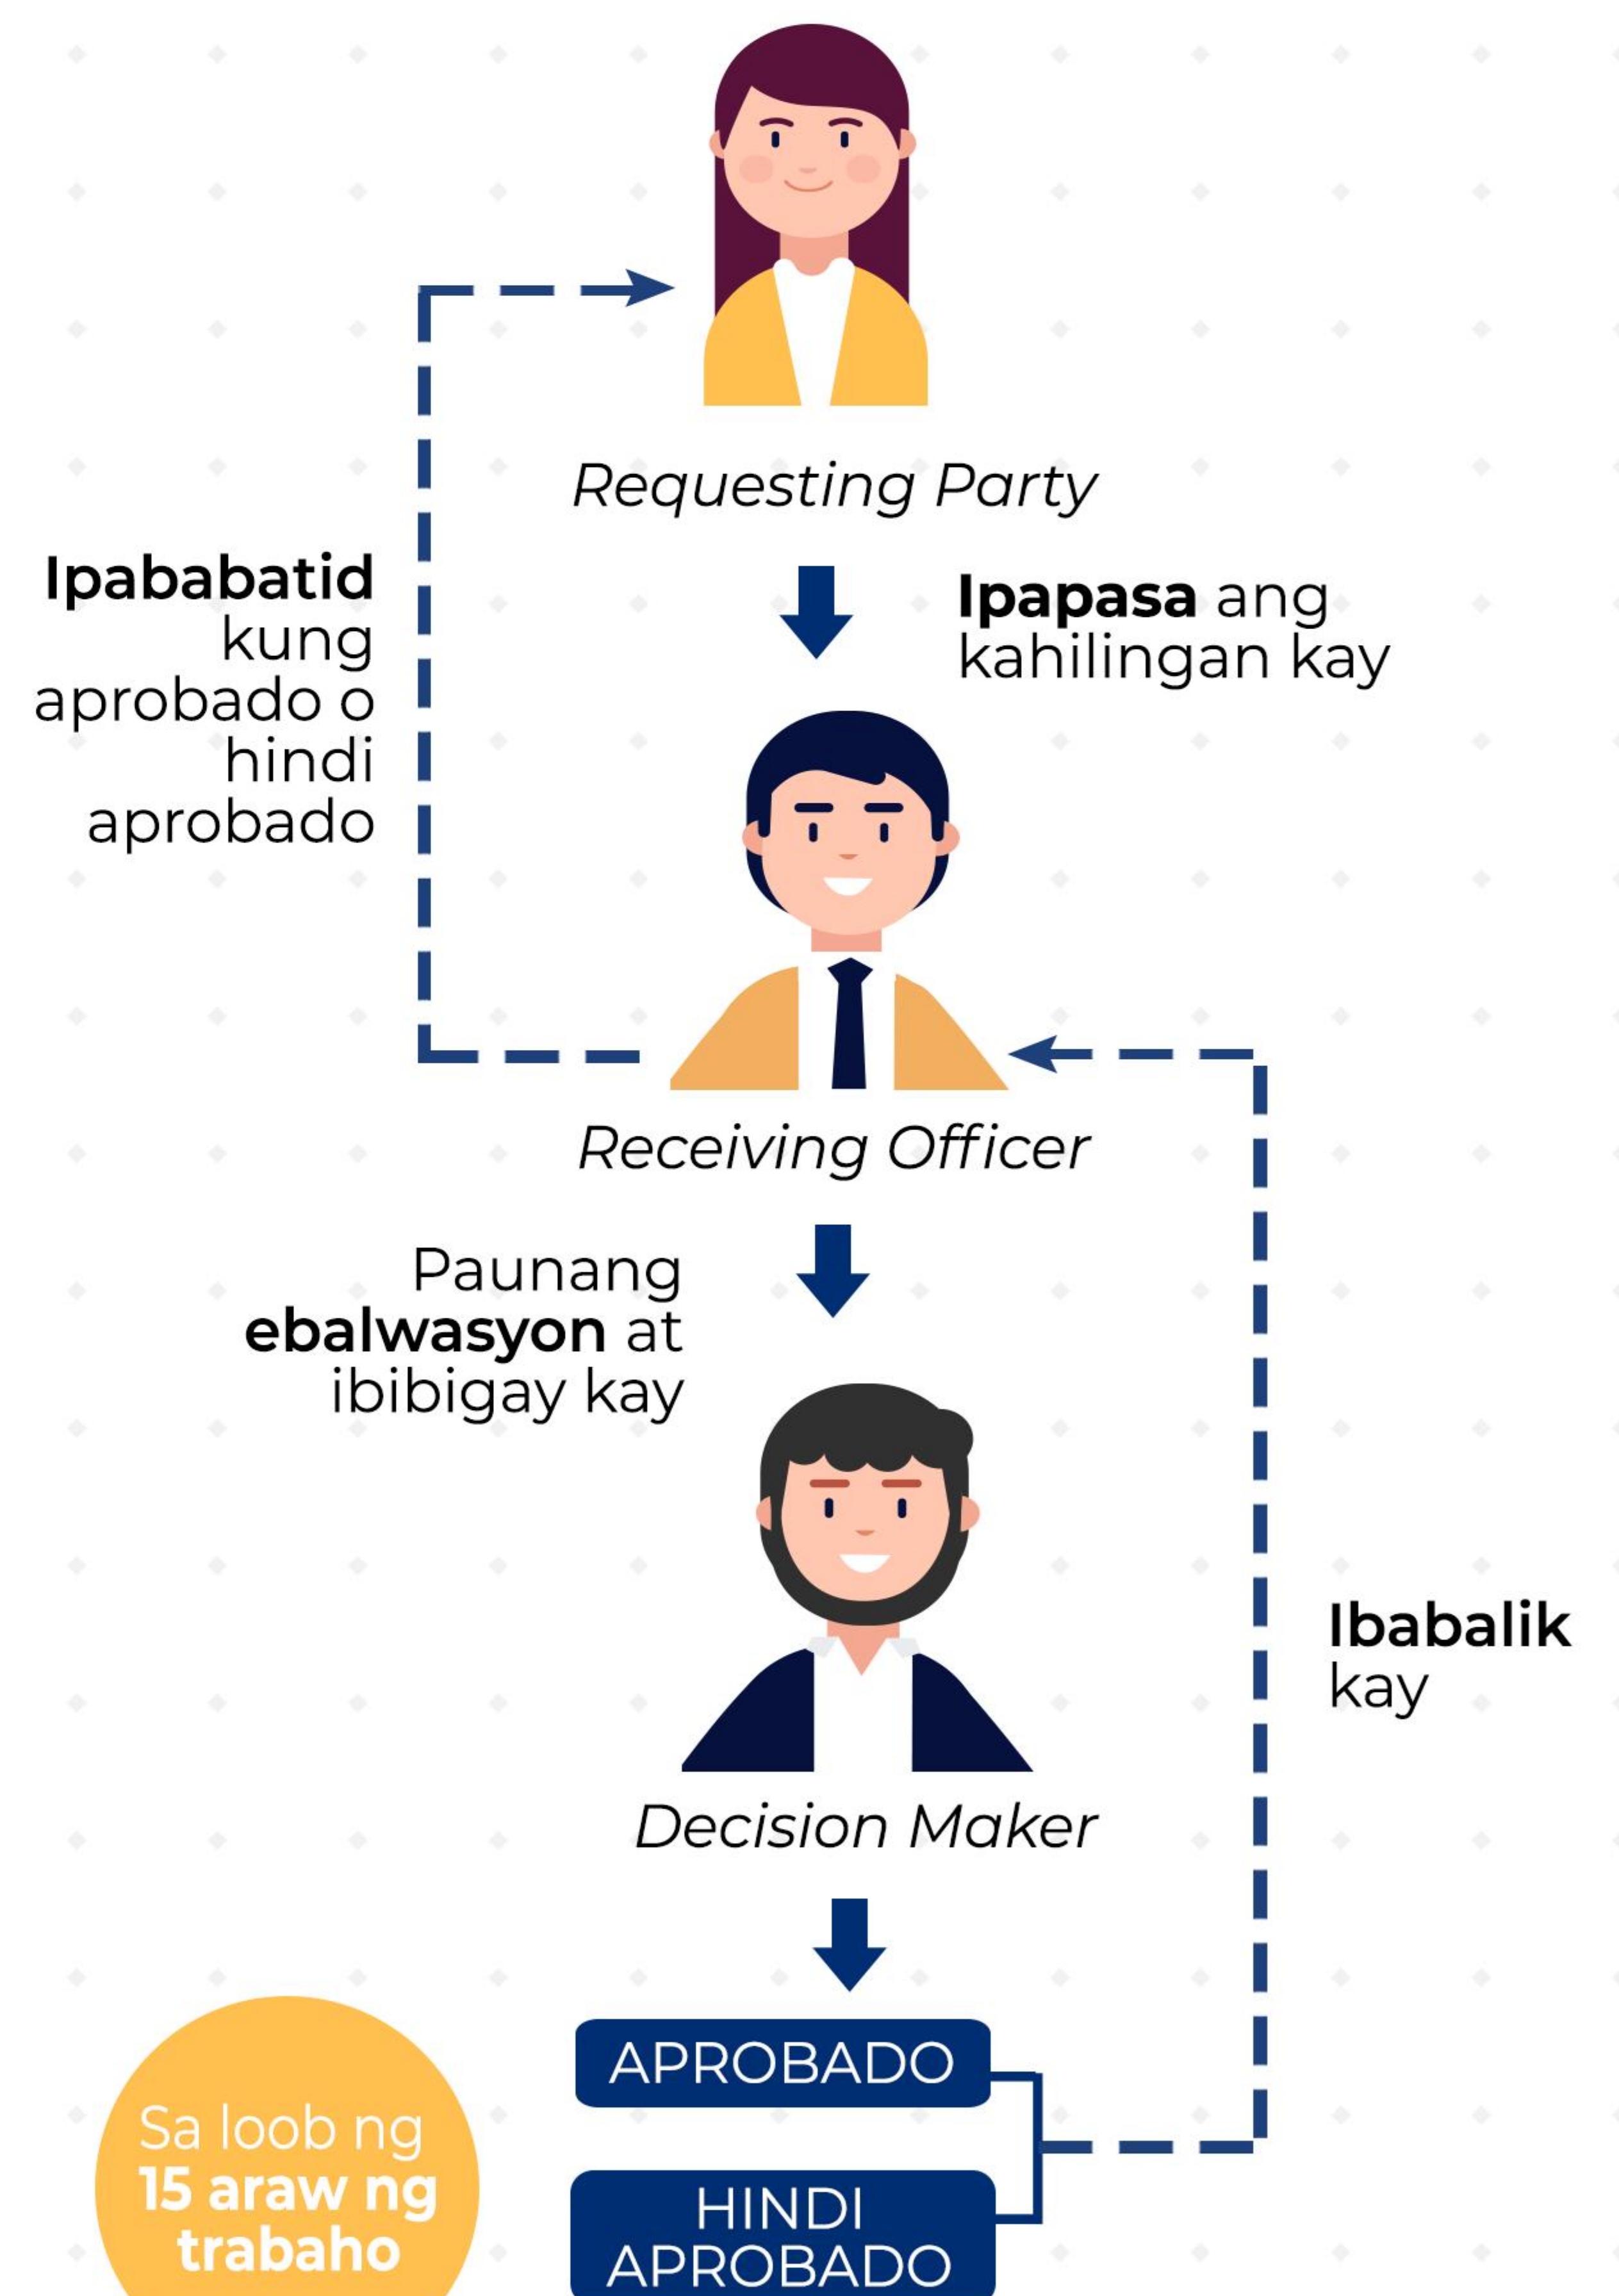 Requesting Party
Ipapasa ang
kahilingan kay
Ipababatid
kung
aprobado o
hindi
aprobado
Receiving Officer
Paunang
ebalwasyon at
ibibigay kay
Decision Maker
Ibabalik
kay
APROBADO
HINDI
APROBADO
Sa loob ng
15 araw ng
trabaho